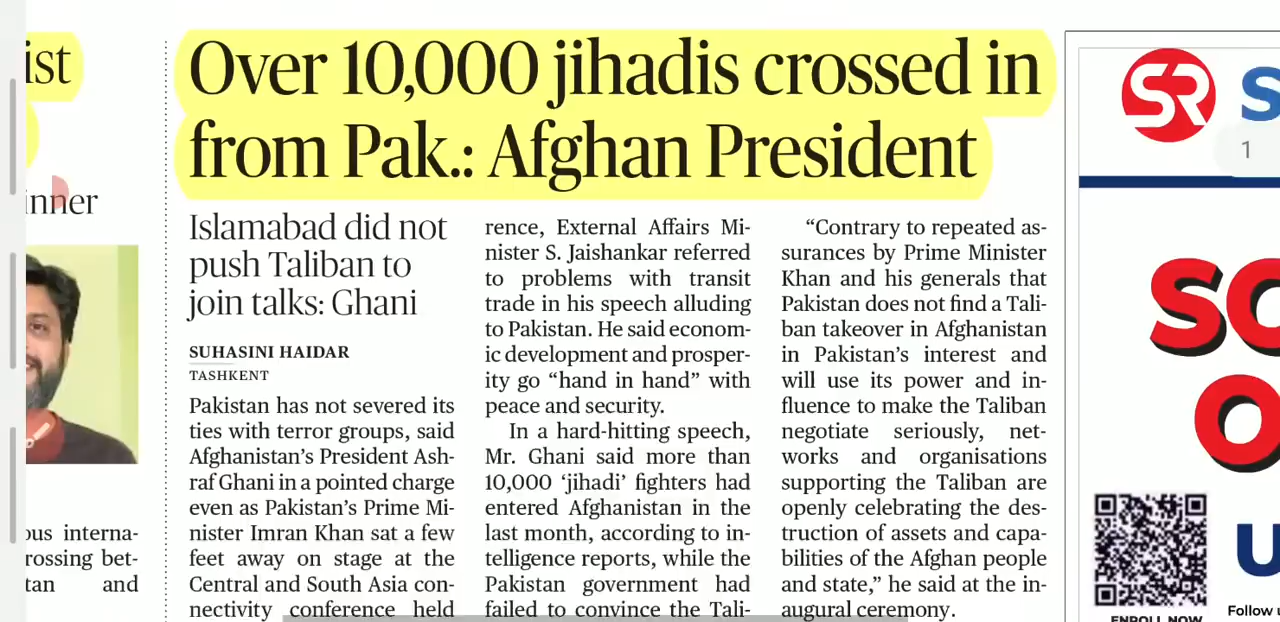 ist
inner
ous interna-
rossing bet-
tan and
Over 10,000 jihadis crossed in
from Pak.: Afghan President
Islamabad did not
push Taliban to
join talks: Ghani
SUHASINI HAIDAR
TASHKENT
Pakistan has not severed its
ties with terror groups, said
Afghanistan's President Ash-
raf Ghani in a pointed charge
even as Pakistan's Prime Mi-
nister Imran Khan sat a few
feet away on stage at the
Central and South Asia con-
nectivity conference held
rence, External Affairs Mi-
nister S. Jaishankar referred
to problems with transit
trade in his speech alluding
to Pakistan. He said econom-
ic development and prosper-
ity go “hand in hand” with
peace and security.
In a hard-hitting speech,
Mr. Ghani said more than
10,000 ‘jihadi’ fighters had
entered Afghanistan in the
last month, according to in-
telligence reports, while the
Pakistan government had
failed to convince the Tali-
“Contrary to repeated as-
surances by Prime Minister
Khan and his generals that
Pakistan does not find a Tali-
ban takeover in Afghanistan
in Pakistan's interest and
will use its power and in-
fluence to make the Taliban
negotiate seriously, net-
works and organisations
supporting the Taliban are
openly celebrating the des-
truction of assets and capa-
bilities of the Afghan people
and state,” he said at the in-
augural ceremony.
SR S
1
SO
O
U
ENROLL NOW
Follow u